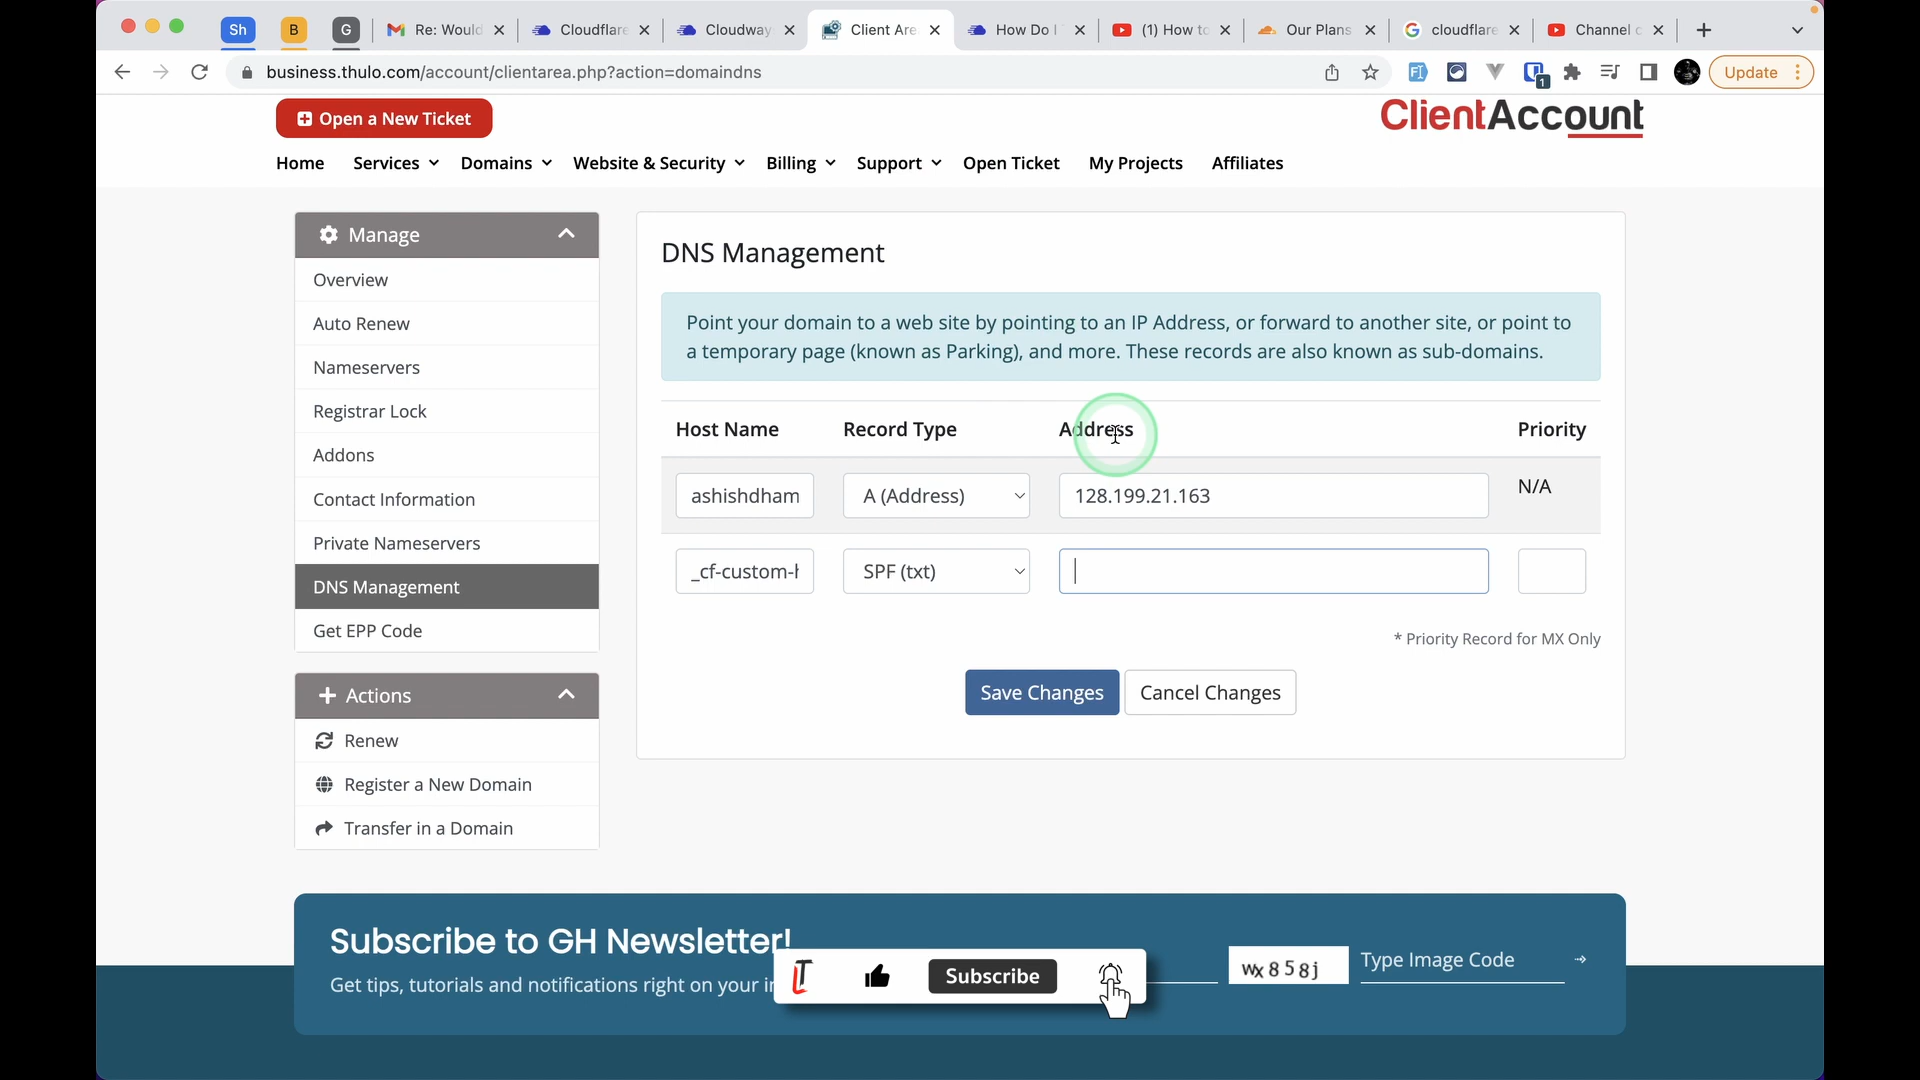 Sh
B
G
Re: Would
Cloudflare
Cloudway
Client Are
How Do I
(1) How to
Our Plans
cloudflare
Channel c
business.thulo.com/account/clientarea.php?action=domaindns
1
Update
Open a New Ticket
ClientAccount
Home Services Domains Website & Security Billing Support Open Ticket My Projects Affiliates
Manage
Overview
Auto Renew
Nameservers
Registrar Lock
Addons
Contact Information
Private Nameservers
DNS Management
Get EPP Code
Actions
Renew
Register a New Domain
Transfer in a Domain
DNS Management
Point your domain to a web site by pointing to an IP Address, or forward to another site, or point to
a temporary page (known as Parking), and more. These records are also known as sub-domains.
Host Name Record Type Address Priority
ashishdham A (Address) 128.199.21.163 N/A
_cf-custom-h SPF (txt)
* Priority Record for MX Only
Save Changes Cancel Changes
Subscribe to GH Newsletter!
Get tips, tutorials and notifications right on your
LT Subscribe
wx858j
Type Image Code